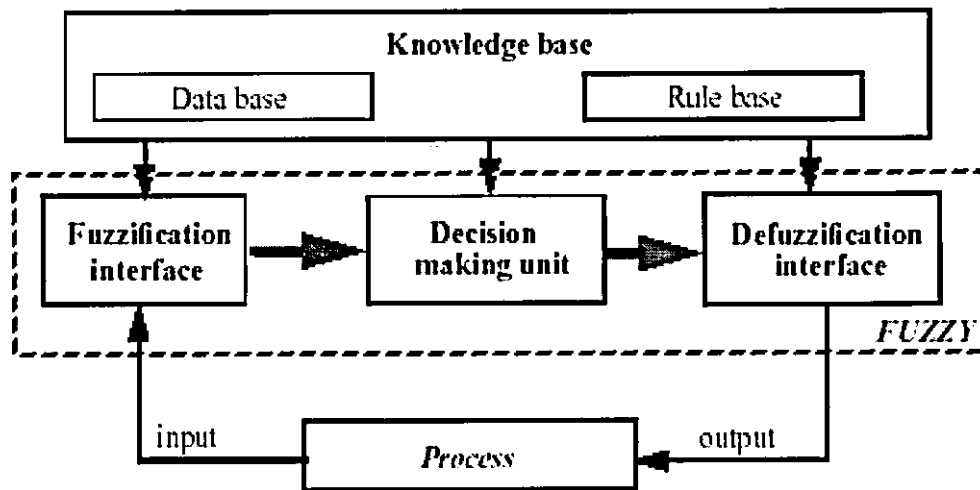 Knowledge base
Data base
Rule base
Fuzzification
interface
Decision
making unit
Defuzzification
interface
FUZZY
input
Process
output